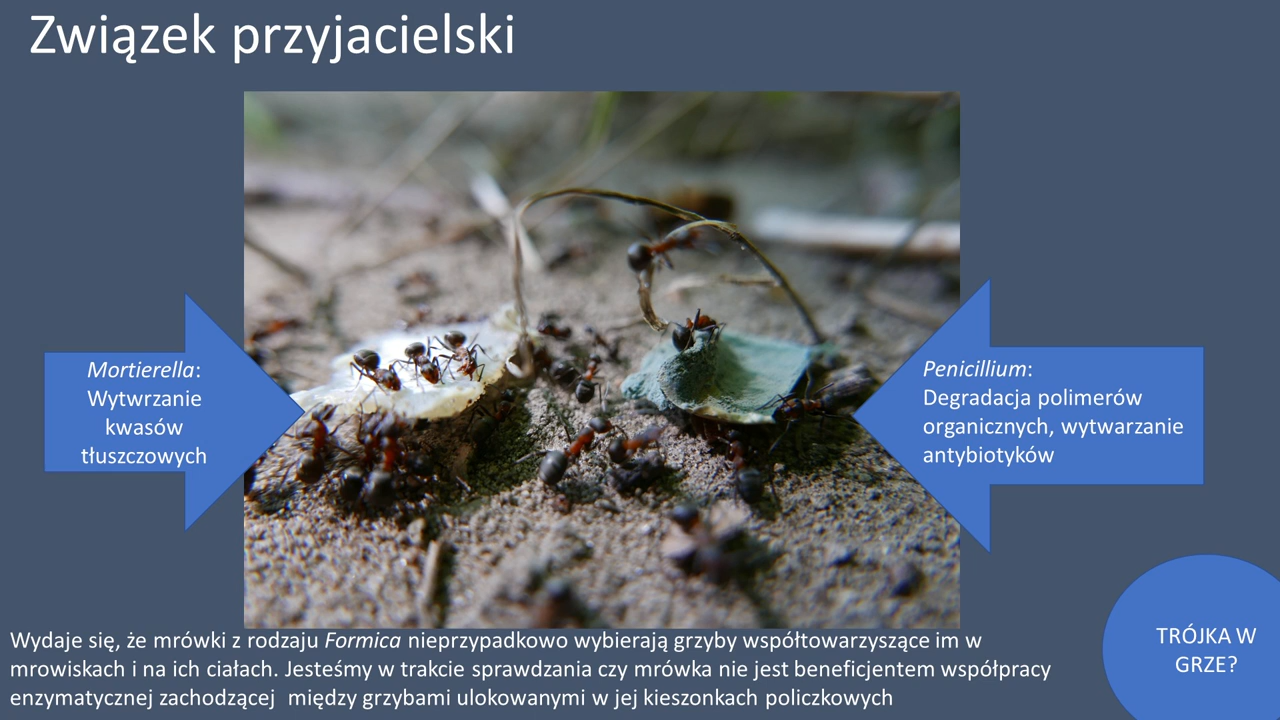 Związek przyjacielski
Mortierella:
Wytwrzanie
kwasów
tłuszczowych
Penicillium:
Degradacja polimerów
organicznych, wytwarzanie
antybiotyków
Wydaje się, że mrówki z rodzaju Formica nieprzypadkowo wybierają grzyby współtowarzyszące im w
mrowiskach i na ich ciałach. Jesteśmy w trakcie sprawdzania czy mrówka nie jest beneficjentem współpracy
enzymatycznej zachodzącej  między grzybami ulokowanymi w jej kieszonkach policzkowych
TRÓJKA W
GRZE?